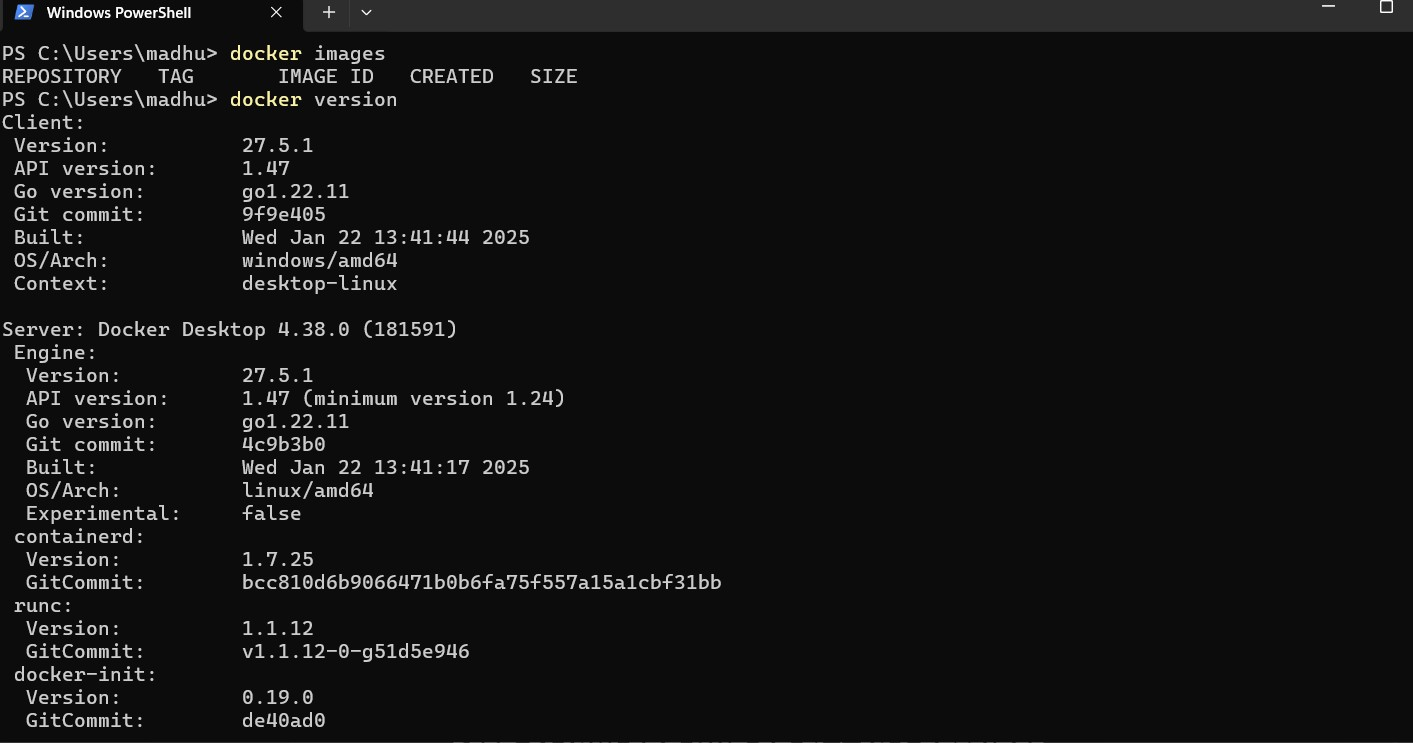 Windows PowerShell
PS C:\Users\madhu> docker images
REPOSITORY   TAG       IMAGE ID   CREATED   SIZE
PS C:\Users\madhu> docker version
Client:
 Version:           27.5.1
 API version:       1.47
 Go version:        go1.22.11
 Git commit:        9f9e405
 Built:             Wed Jan 22 13:41:44 2025
 OS/Arch:           windows/amd64
 Context:           desktop-linux

Server: Docker Desktop 4.38.0 (181591)
 Engine:
  Version:          27.5.1
  API version:      1.47 (minimum version 1.24)
  Go version:       go1.22.11
  Git commit:       4c9b3b0
  Built:            Wed Jan 22 13:41:17 2025
  OS/Arch:          linux/amd64
  Experimental:     false
 containerd:
  Version:          1.7.25
  GitCommit:        bcc810d6b9066471b0b6fa75f557a15a1cbf31bb
 runc:
  Version:          1.1.12
  GitCommit:        v1.1.12-0-g51d5e946
 docker-init:
  Version:          0.19.0
  GitCommit:        de40ad0